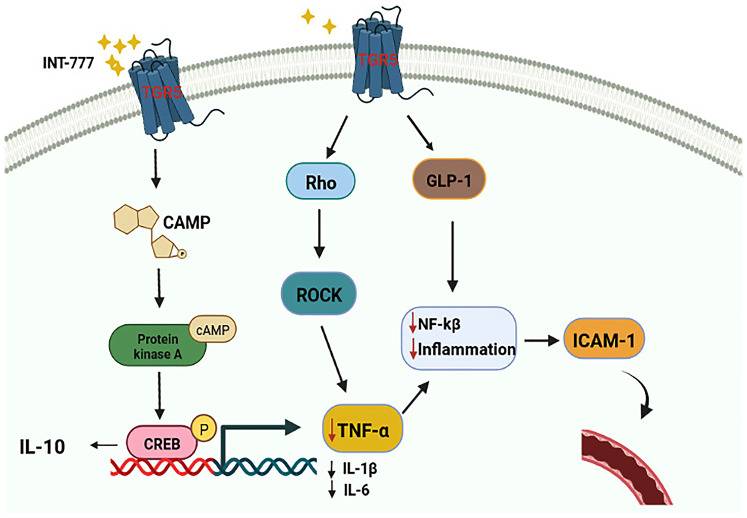 INT-777
TGR5
TGR5
Rho
GLP-1
CAMP
P
ROCK
cAMP
Protein
kinase A
NF-kβ
Inflammation
ICAM-1
P
CREB
IL-10
TNF-α
IL-1β
IL-6